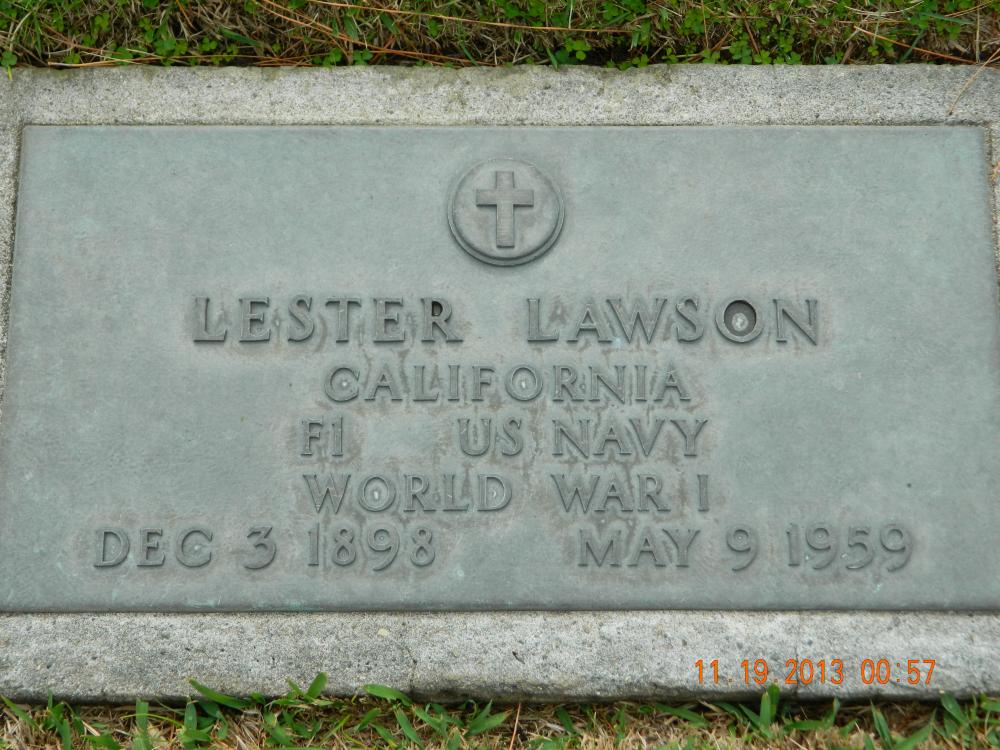 LESTER LAWSON
CALIFORNIA
F1 US NAVY
WORLD WAR I
DEC 3 1898 MAY 9 1959
11.19.2013 00:57